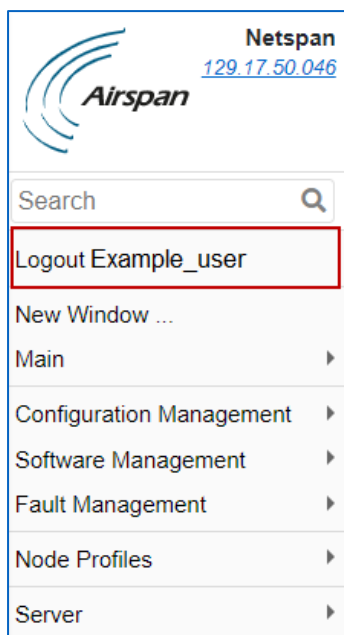 Netspan
129.17.50.046
Airspan
Search
Logout Example_user
New Window ...
Main
Configuration Management
Software Management
Fault Management
Node Profiles
Server